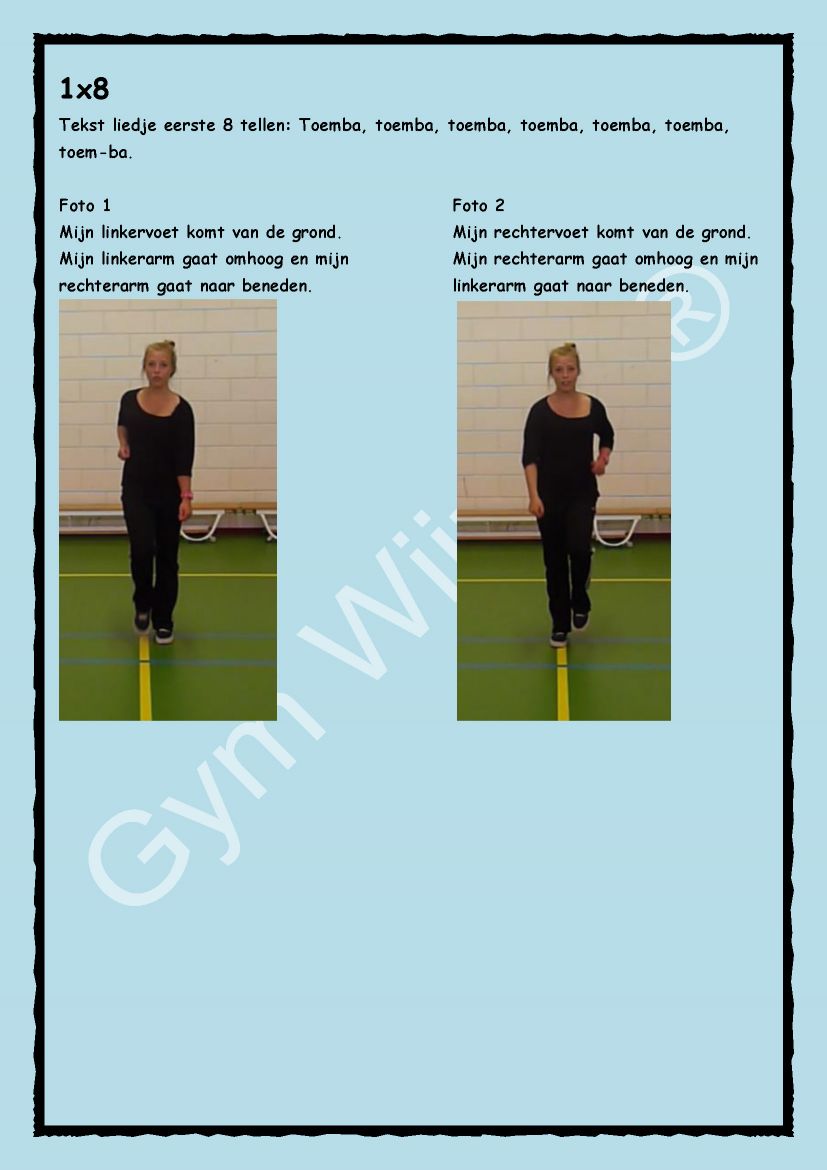 1x8
Tekst liedje eerste 8 tellen: Toemba, toemba, toemba, toemba, toemba, toemba,
toem-ba.
Foto 1
Mijn linkervoet komt van de grond.
Mijn linkerarm gaat omhoog en mijn
rechterarm gaat naar beneden.
Foto 2
Mijn rechtervoet komt van de grond.
Mijn rechterarm gaat omhoog en mijn
linkerarm gaat naar beneden.
Gym
®